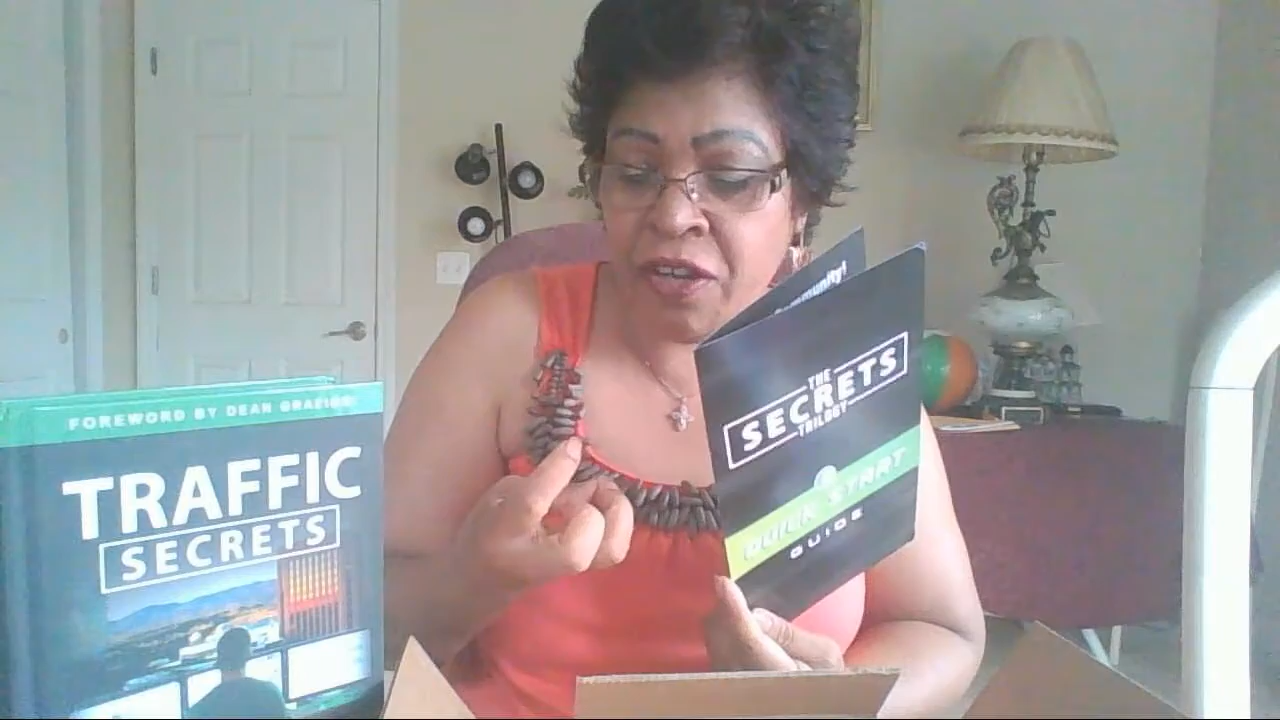 FOREWORD BY DEAN GRAZIOSI
TRAFFIC
SECRETS
THE
SECRETS
TRILOGY
QUICK START
GUIDE